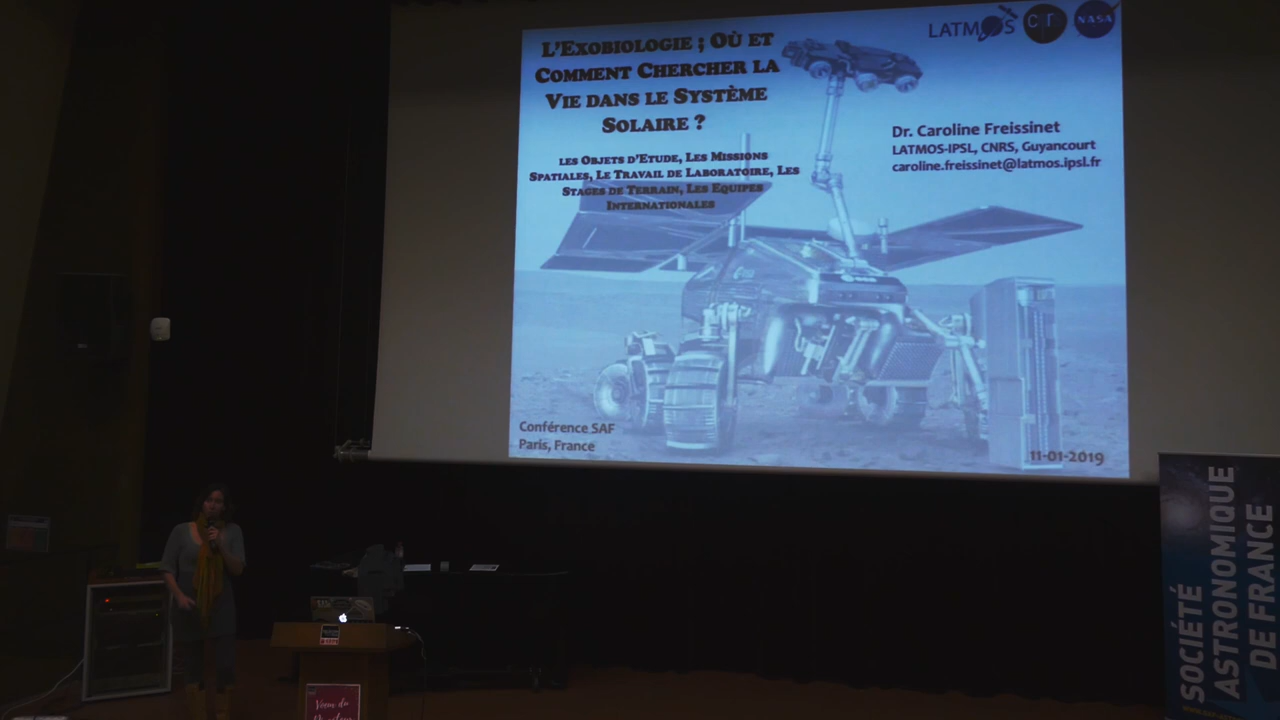 L'EXOBIOLOGIE ; OÙ ET
COMMENT CHERCHER LA
VIE DANS LE SYSTÈME
SOLAIRE ?
LES OBJETS D'ETUDE, LES MISSIONS
SPATIALES, LE TRAVAIL DE LABORATOIRE, LES
STAGES DE TERRAIN, LES EQUIPES
INTERNATIONALES
LATMOS
NASA
Dr. Caroline Freissinet
LATMOS-IPSL, CNRS, Guyancourt
caroline.freissinet@latmos.ipsl.fr
Conférence SAF
Paris, France
11-01-2019
SOCIÉTÉ
ASTRONOMIQUE
DE FRANCE